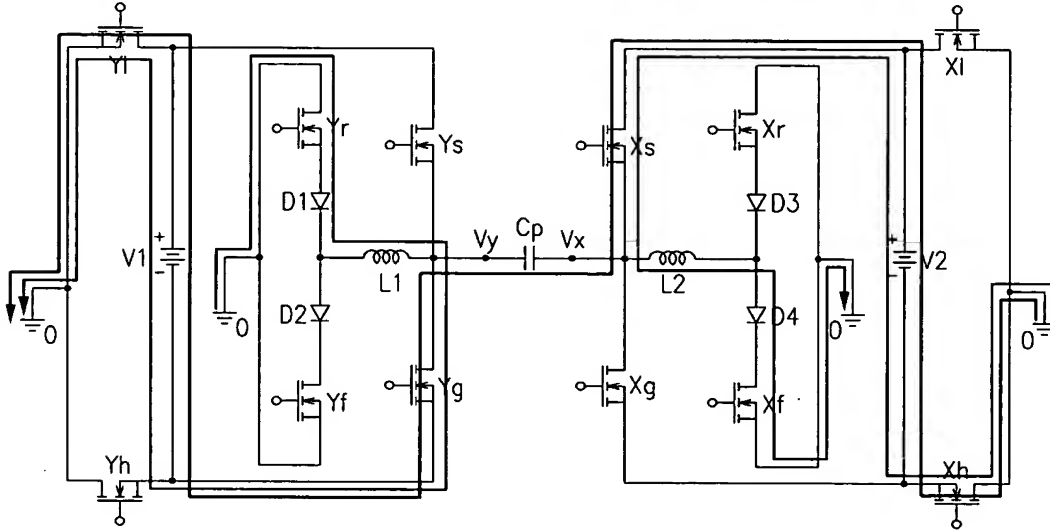 Yl
Xl
Yr
Ys
Xs
Xr
D1
D3
Vy
Cp
Vx
+
V1
-
+
V2
-
L1
L2
0
0
D2
D4
0
0
Yf
Yg
Xg
Xf
Yh
Xh